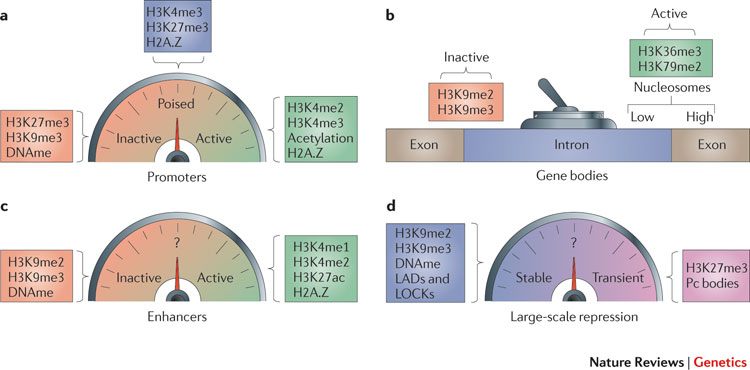 a
H3K4me3
H3K27me3
H2A.Z
Poised
Inactive
Active
H3K27me3
H3K9me3
DNAme
H3K4me2
H3K4me3
Acetylation
H2A.Z
Promoters
b
Active
H3K36me3
H3K79me2
Inactive
H3K9me2
H3K9me3
Nucleosomes
Low
High
Exon
Intron
Exon
Gene bodies
c
?
Inactive
Active
H3K9me2
H3K9me3
DNAme
H3K4me1
H3K4me2
H3K27ac
H2A.Z
Enhancers
d
H3K9me2
H3K9me3
DNAme
LADs and
LOCKs
?
Stable
Transient
H3K27me3
Pc bodies
Large-scale repression
Nature Reviews | Genetics